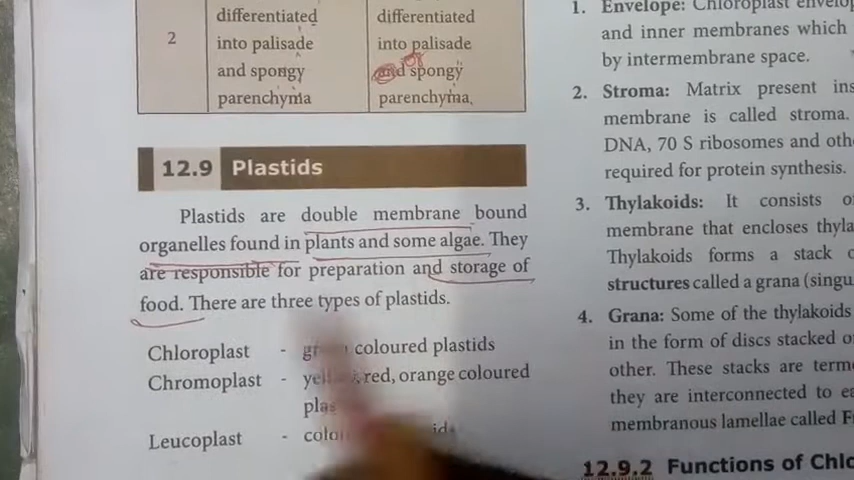 2
differentiated
into palisade
and spongy
parenchyma
differentiated
into palisade
and spongy
parenchyma
12.9 Plastids
Plastids are double membrane bound
organelles found in plants and some algae. They
are responsible for preparation and storage of
food. There are three types of plastids.
Chloroplast - coloured plastids
Chromoplast - red, orange coloured
Leucoplast -
1. Envelope: Chloroplast
and inner membranes which
by intermembrane space.
2. Stroma: Matrix present
membrane is called stroma.
DNA, 70 S ribosomes and
required for protein synthesis.
3. Thylakoids: It consists
membrane that encloses
Thylakoids forms a stack
structures called a grana
4. Grana: Some of the thylakoids
in the form of discs stacked
other. These stacks are
they are interconnected to
membranous lamellae called
12.9.2 Functions of